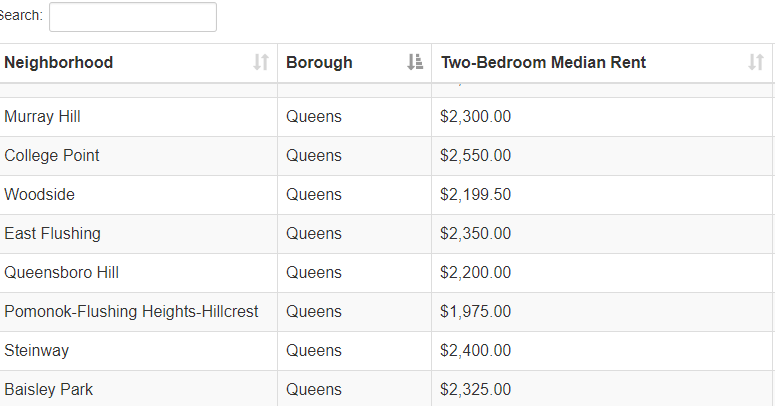 Search:
Neighborhood Borough Two-Bedroom Median Rent
Murray Hill Queens $2,300.00
College Point Queens $2,550.00
Woodside Queens $2,199.50
East Flushing Queens $2,350.00
Queensboro Hill Queens $2,200.00
Pomonok-Flushing Heights-Hillcrest Queens $1,975.00
Steinway Queens $2,400.00
Baisley Park Queens $2,325.00